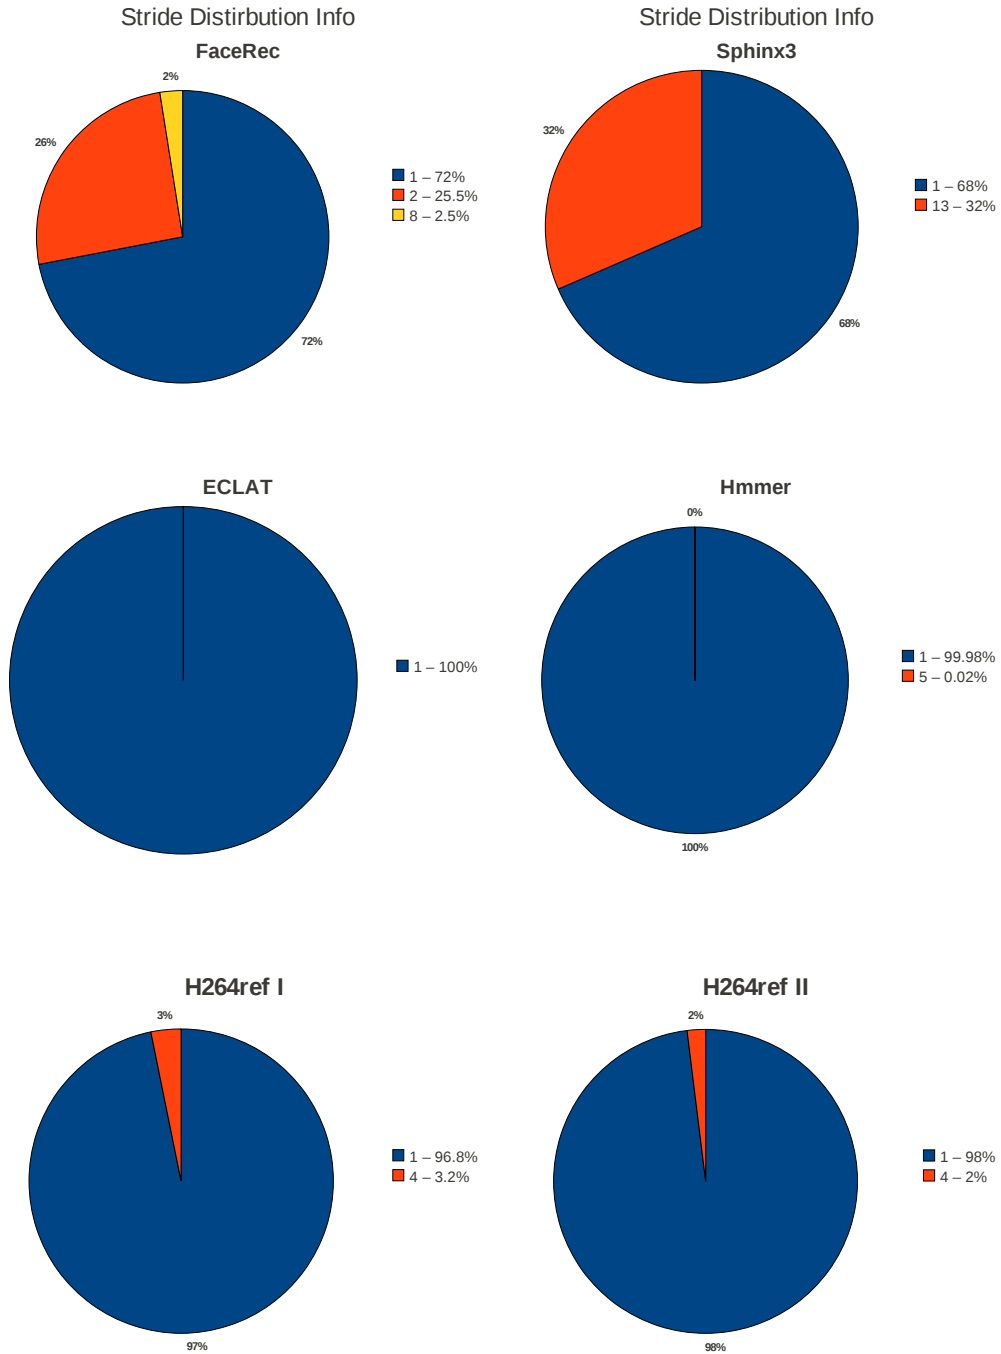 Stride Distirbution Info
FaceRec
2%
26%
72%
1 – 72%
2 – 25.5%
8 – 2.5%
Stride Distribution Info
Sphinx3
32%
68%
1 – 68%
13 – 32%
ECLAT
1 – 100%
Hmmer
0%
100%
1 – 99.98%
5 – 0.02%
H264ref I
3%
97%
1 – 96.8%
4 – 3.2%
H264ref II
2%
98%
1 – 98%
4 – 2%